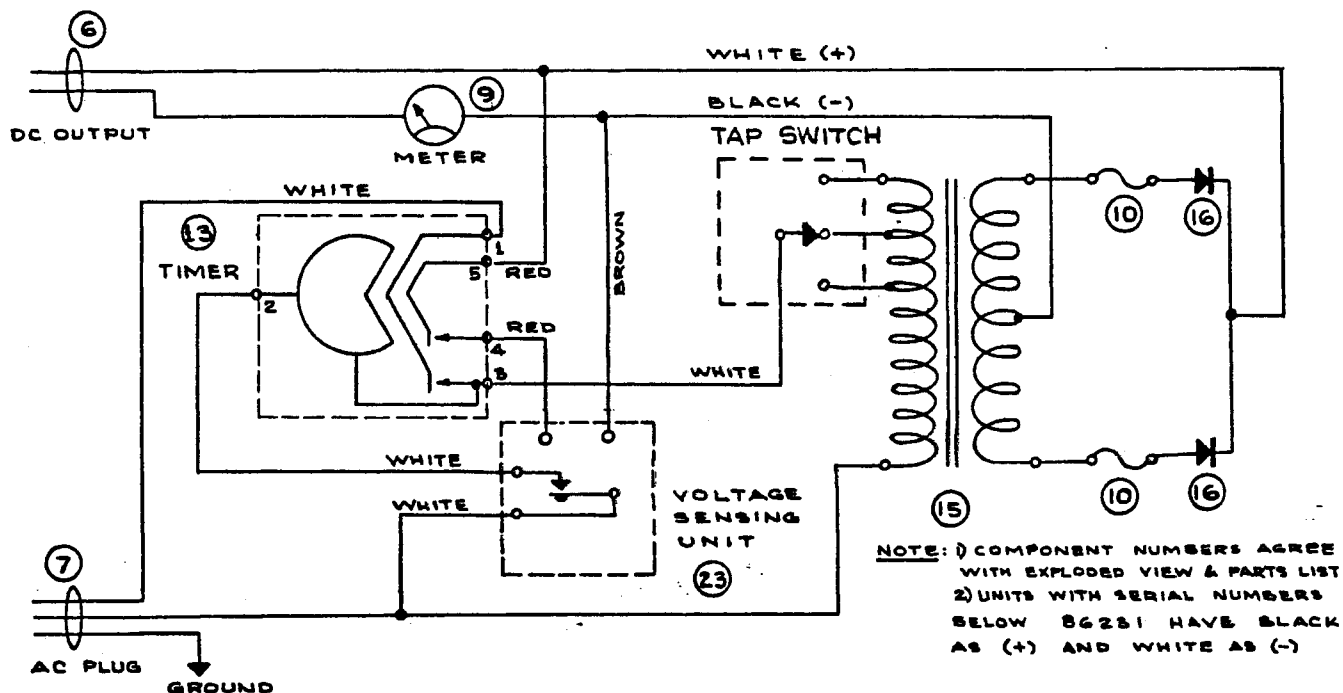 6
WHITE (+)
9
BLACK (-)
DC OUTPUT
TAP SWITCH
METER
WHITE
13
TIMER
1
5
RED
BROWN
10
16
2
RED
4
3
WHITE
WHITE
WHITE
VOLTAGE
SENSING
UNIT
23
15
10
16
7
AC PLUG
GROUND
NOTE: 1) COMPONENT NUMBERS AGREE
WITH EXPLODED VIEW & PARTS LIST
2) UNITS WITH SERIAL NUMBERS
BELOW 86281 HAVE BLACK
AS (+) AND WHITE AS (-)